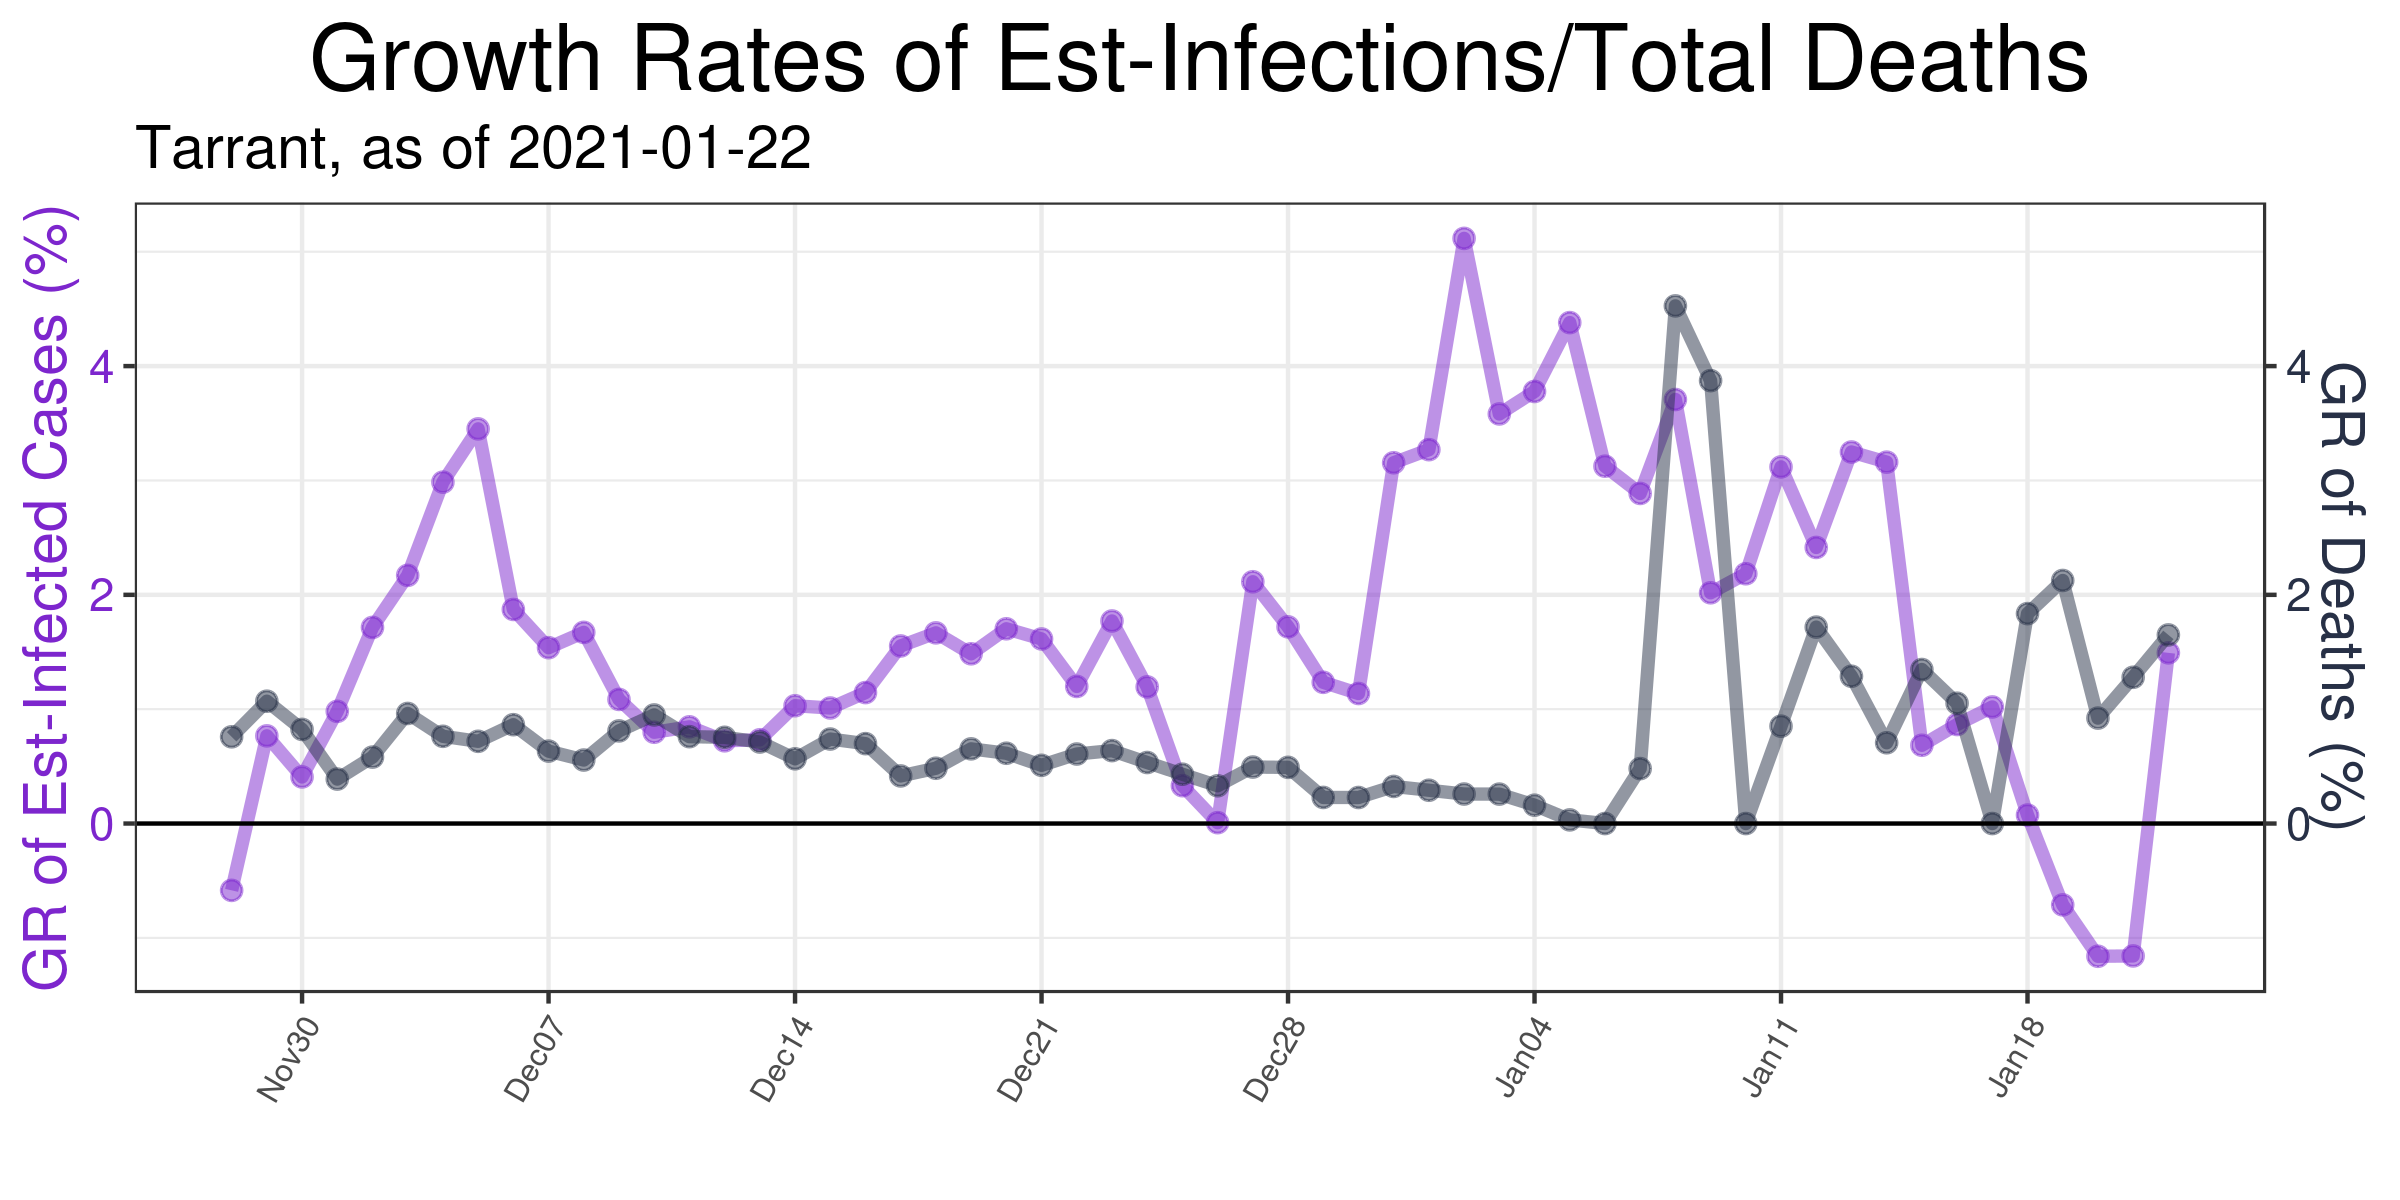 Growth Rates of Est-Infections/Total Deaths
Tarrant, as of 2021-01-22
GR of Est-Infected Cases (%)
4
2
0
4
2
0
GR of Deaths (%)
Nov30
Dec07
Dec14
Dec21
Dec28
Jan04
Jan11
Jan18